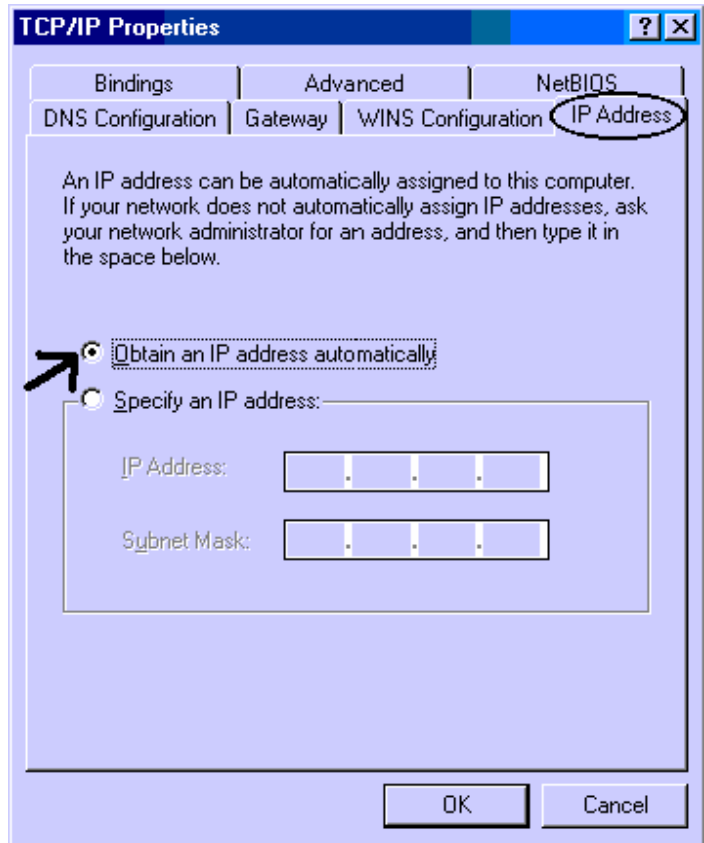 TCP/IP Properties
Bindings Advanced NetBIOS
DNS Configuration Gateway WINS Configuration IP Address
An IP address can be automatically assigned to this computer.
If your network does not automatically assign IP addresses, ask
your network administrator for an address, and then type it in
the space below.
Obtain an IP address automatically
Specify an IP address:
IP Address: . . .
Subnet Mask: . . .
OK Cancel